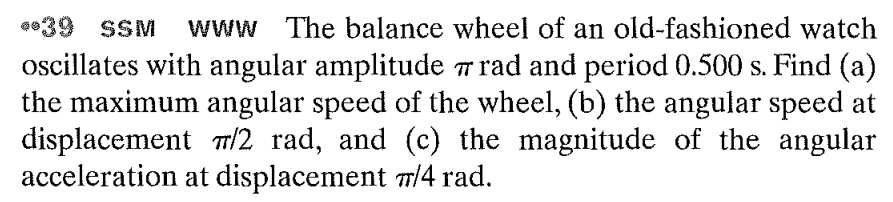 ••39 SSM WWW The balance wheel of an old-fashioned watch
oscillates with angular amplitude π rad and period 0.500 s. Find (a)
the maximum angular speed of the wheel, (b) the angular speed at
displacement π/2 rad, and (c) the magnitude of the angular
acceleration at displacement π/4 rad.